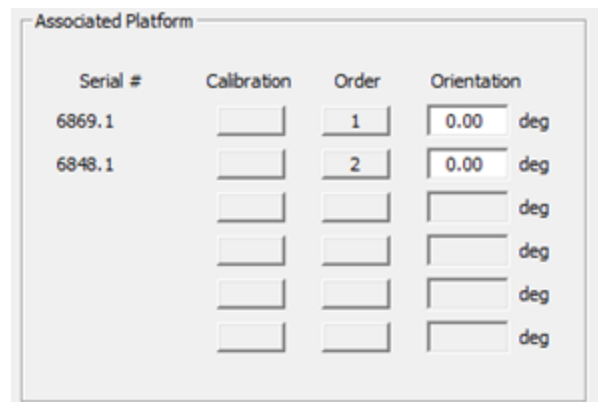 Associated Platform
Serial # Calibration Order Orientation
6869.1 1 0.00 deg
6848.1 2 0.00 deg
deg
deg
deg
deg